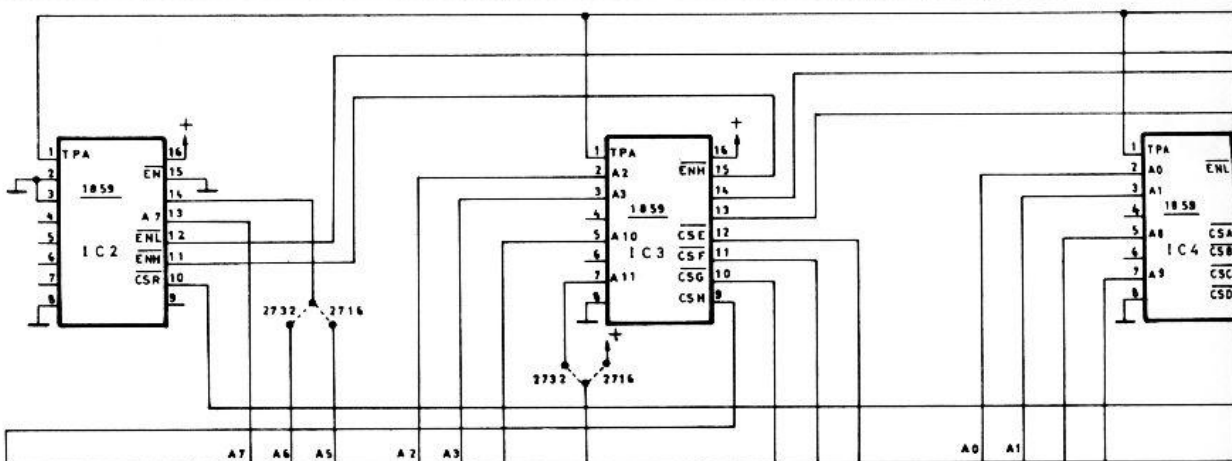 1 TPA 16 +
2 EN 15
3 1859 14
4 A7 13
5 ENL 12
6 IC2 ENH 11
7 CSR 10
8 9
2732 2716
1 TPA 16 +
2 A2 ENH 15
3 A3 14
4 1859 13
5 A10 CSE 12
6 IC3 CSF 11
7 A11 CSG 10
8 CSH 9
2732 2716 +
1 TPA
2 A0 ENL
3 A1
4 1858
5 A8 CSA
6 IC4 CSB
7 A9 CSC
8 CSD
A7 A6 A5 A2 A3 A0 A1